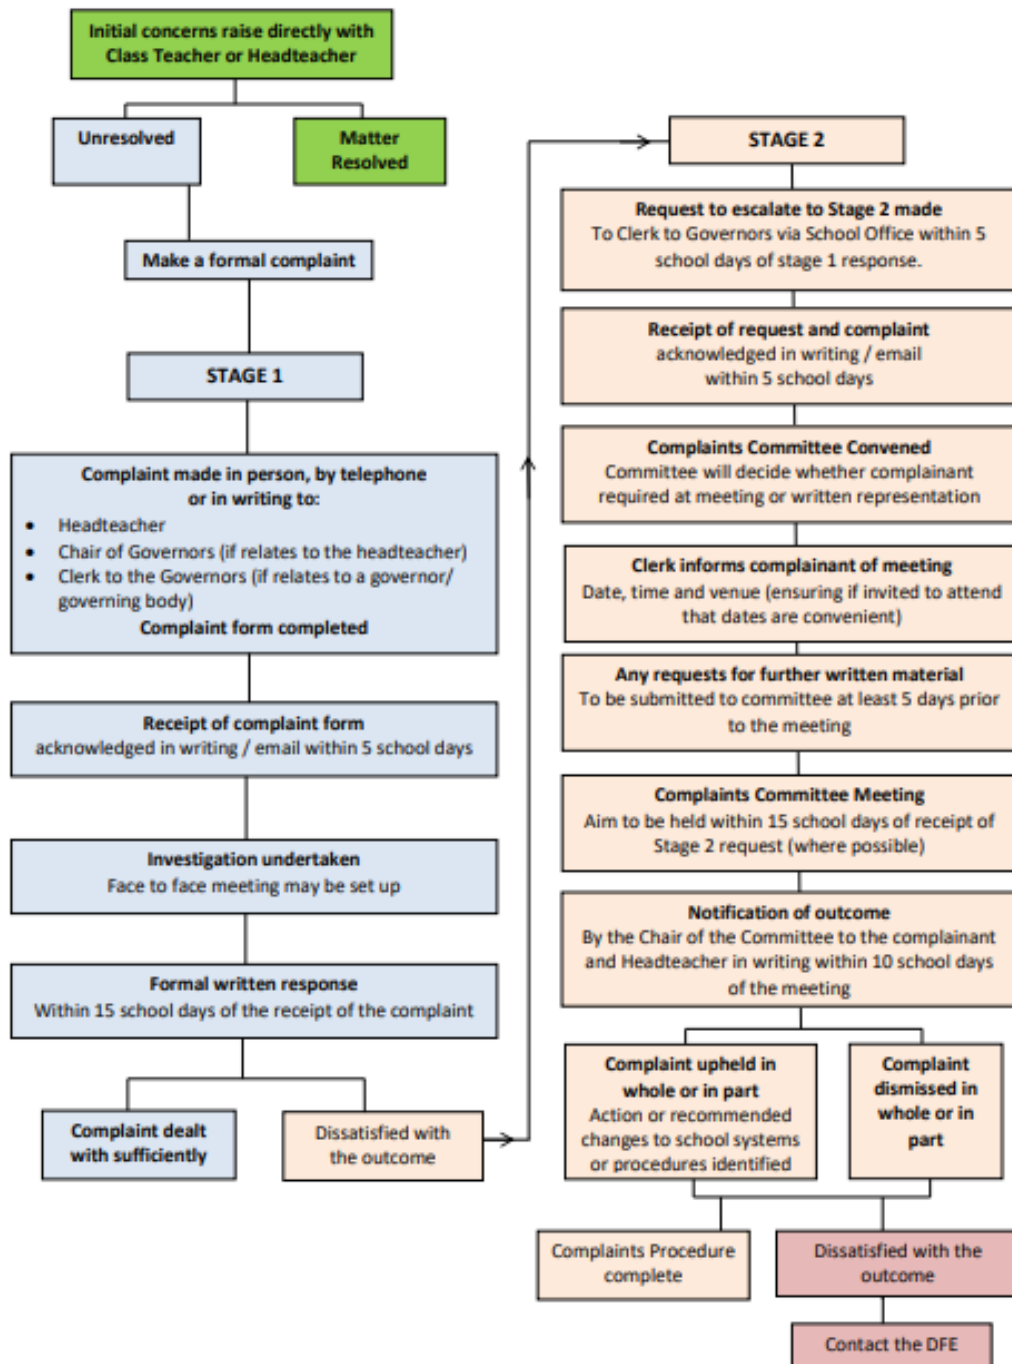 Initial concerns raise directly with
Class Teacher or Headteacher
Unresolved
Matter
Resolved
Make a formal complaint
STAGE 1
Complaint made in person, by telephone
or in writing to:
• Headteacher
• Chair of Governors (if relates to the headteacher)
• Clerk to the Governors (if relates to a governor/
governing body)
Complaint form completed
Receipt of complaint form
acknowledged in writing / email within 5 school days
Investigation undertaken
Face to face meeting may be set up
Formal written response
Within 15 school days of the receipt of the complaint
Complaint dealt
with sufficiently
Dissatisfied with
the outcome
STAGE 2
Request to escalate to Stage 2 made
To Clerk to Governors via School Office within 5
school days of stage 1 response.
Receipt of request and complaint
acknowledged in writing / email
within 5 school days
Complaints Committee Convened
Committee will decide whether complainant
required at meeting or written representation
Clerk informs complainant of meeting
Date, time and venue (ensuring if invited to attend
that dates are convenient)
Any requests for further written material
To be submitted to committee at least 5 days prior
to the meeting
Complaints Committee Meeting
Aim to be held within 15 school days of receipt of
Stage 2 request (where possible)
Notification of outcome
By the Chair of the Committee to the complainant
and Headteacher in writing within 10 school days
of the meeting
Complaint upheld in
whole or in part
Action or recommended
changes to school systems
or procedures identified
Complaint
dismissed in
whole or in
part
Complaints Procedure
complete
Dissatisfied with the
outcome
Contact the DFE